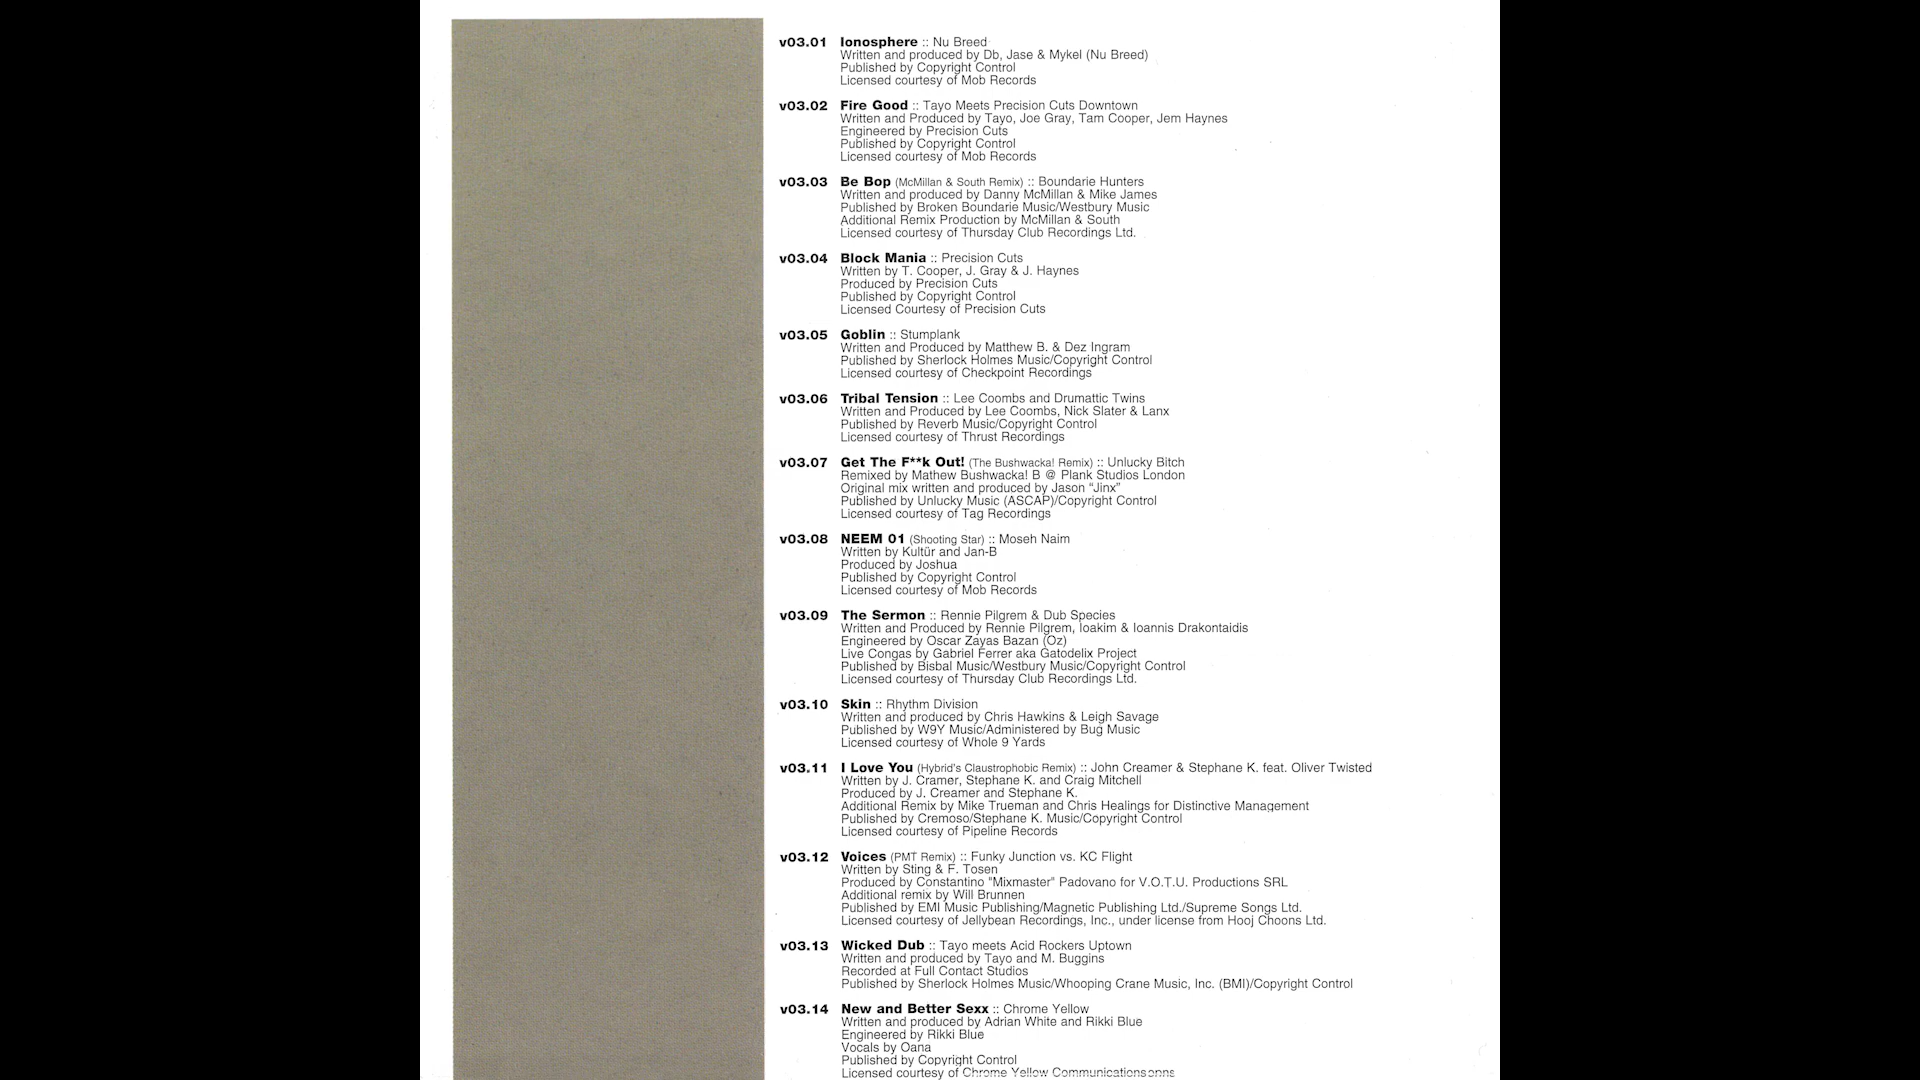 v03.01 Ionosphere :: Nu Breed
Written and produced by Db, Jase & Mykel (Nu Breed)
Published by Copyright Control
Licensed courtesy of Mob Records
v03.02 Fire Good :: Tayo Meets Precision Cuts Downtown
Written and Produced by Tayo, Joe Gray, Tam Cooper, Jem Haynes
Engineered by Precision Cuts
Published by Copyright Control
Licensed courtesy of Mob Records
v03.03 Be Bop (McMillan & South Remix) :: Boundarie Hunters
Written and produced by Danny McMillan & Mike James
Published by Broken Boundarie Music/Westbury Music
Additional Remix Production by McMillan & South
Licensed courtesy of Thursday Club Recordings Ltd.
v03.04 Block Mania :: Precision Cuts
Written by T. Cooper, J. Gray & J. Haynes
Produced by Precision Cuts
Published by Copyright Control
Licensed Courtesy of Precision Cuts
v03.05 Goblin :: Stumplank
Written and Produced by Matthew B. & Dez Ingram
Published by Sherlock Holmes Music/Copyright Control
Licensed courtesy of Checkpoint Recordings
v03.06 Tribal Tension :: Lee Coombs and Drumattic Twins
Written and Produced by Lee Coombs, Nick Slater & Lanx
Published by Reverb Music/Copyright Control
Licensed courtesy of Thrust Recordings
v03.07 Get The F**k Out! (The Bushwacka! Remix) :: Unlucky Bitch
Remixed by Mathew Bushwacka! B @ Plank Studios London
Original mix written and produced by Jason “Jinx”
Published by Unlucky Music (ASCAP)/Copyright Control
Licensed courtesy of Tag Recordings
v03.08 NEEM 01 (Shooting Star) :: Moseh Naim
Written by Kultür and Jan-B
Produced by Joshua
Published by Copyright Control
Licensed courtesy of Mob Records
v03.09 The Sermon :: Rennie Pilgrem & Dub Species
Written and Produced by Rennie Pilgrem, Ioakim & Ioannis Drakontaidis
Engineered by Oscar Zayas Bazan (Oz)
Live Congas by Gabriel Ferrer aka Gatodelix Project
Published by Bisbal Music/Westbury Music/Copyright Control
Licensed courtesy of Thursday Club Recordings Ltd.
v03.10 Skin :: Rhythm Division
Written and produced by Chris Hawkins & Leigh Savage
Published by W9Y Music/Administered by Bug Music
Licensed courtesy of Whole 9 Yards
v03.11 I Love You (Hybrid's Claustrophobic Remix) :: John Creamer & Stephane K. feat. Oliver Twisted
Written by J. Cramer, Stephane K. and Craig Mitchell
Produced by J. Creamer and Stephane K.
Additional Remix by Mike Trueman and Chris Healings for Distinctive Management
Published by Cremoso/Stephane K. Music/Copyright Control
Licensed courtesy of Pipeline Records
v03.12 Voices (PMT Remix) :: Funky Junction vs. KC Flight
Written by Sting & F. Tosen
Produced by Constantino "Mixmaster" Padovano for V.O.T.U. Productions SRL
Additional remix by Will Brunnen
Published by EMI Music Publishing/Magnetic Publishing Ltd./Supreme Songs Ltd.
Licensed courtesy of Jellybean Recordings, Inc., under license from Hooj Choons Ltd.
v03.13 Wicked Dub :: Tayo meets Acid Rockers Uptown
Written and produced by Tayo and M. Buggins
Recorded at Full Contact Studios
Published by Sherlock Holmes Music/Whooping Crane Music, Inc. (BMI)/Copyright Control
v03.14 New and Better Sexx :: Chrome Yellow
Written and produced by Adrian White and Rikki Blue
Engineered by Rikki Blue
Vocals by Oana
Published by Copyright Control
Licensed courtesy of Chrome Yellow